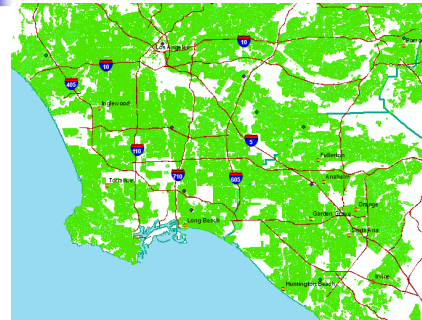 Los Angeles
10
10
405
Inglewood
5
110
Fullerton
710
605
Anaheim
Torrance
Orange
Garden Grove
Santa Ana
Long Beach
Irvine
Huntington Beach